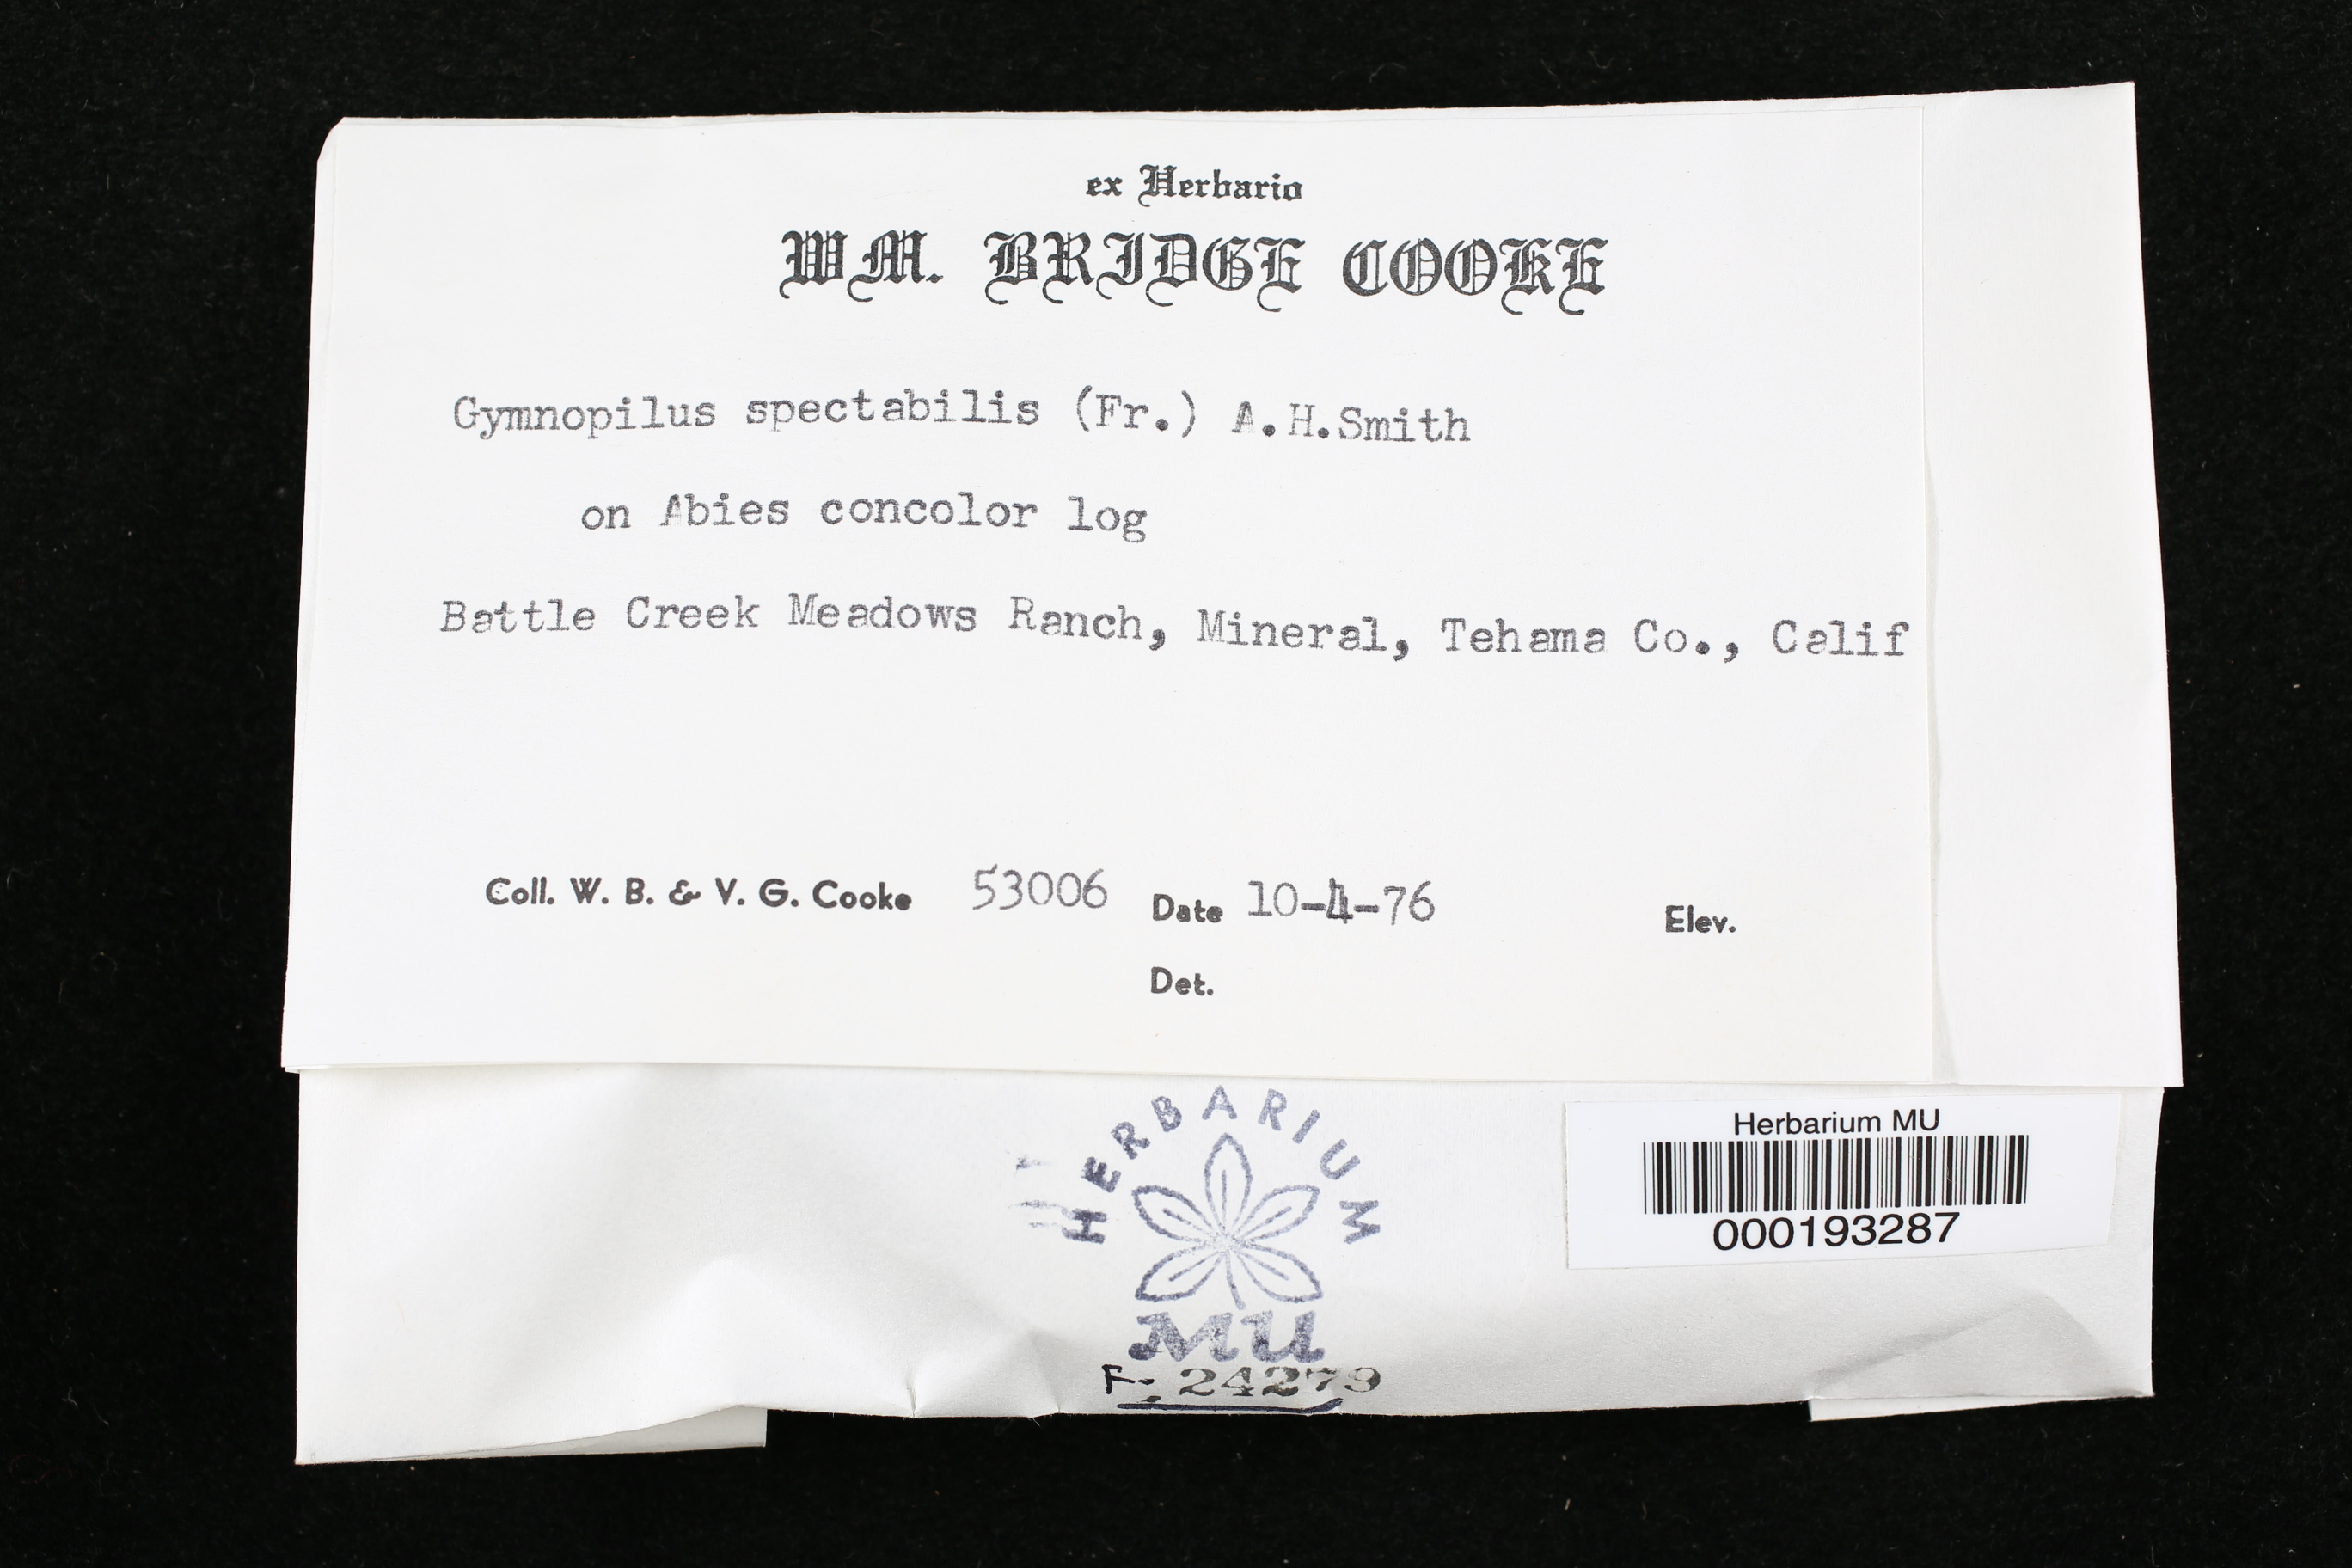 ex Herbario
WM. BRIDGE COOKE
Gymnopilus spectabilis (Fr.) A.H.Smith
on Abies concolor log
Battle Creek Meadows Ranch, Mineral, Tehama Co., Calif
Coll. W. B. & V. G. Cooke 53006 Date 10-4-76 Elev.
Det.
HERBARIUM
MU
F- 24279
Herbarium MU
000193287